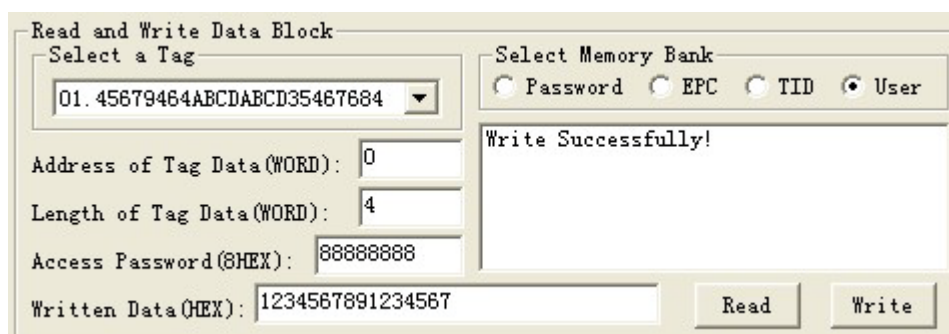 Read and Write Data Block
Select a Tag
01.45679464ABCDABCD35467684
Select Memory Bank
Password EPC TID User
Address of Tag Data(WORD): 0
Length of Tag Data(WORD): 4
Access Password(8HEX): 88888888
Write Successfully!
Written Data(HEX): 1234567891234567
Read Write